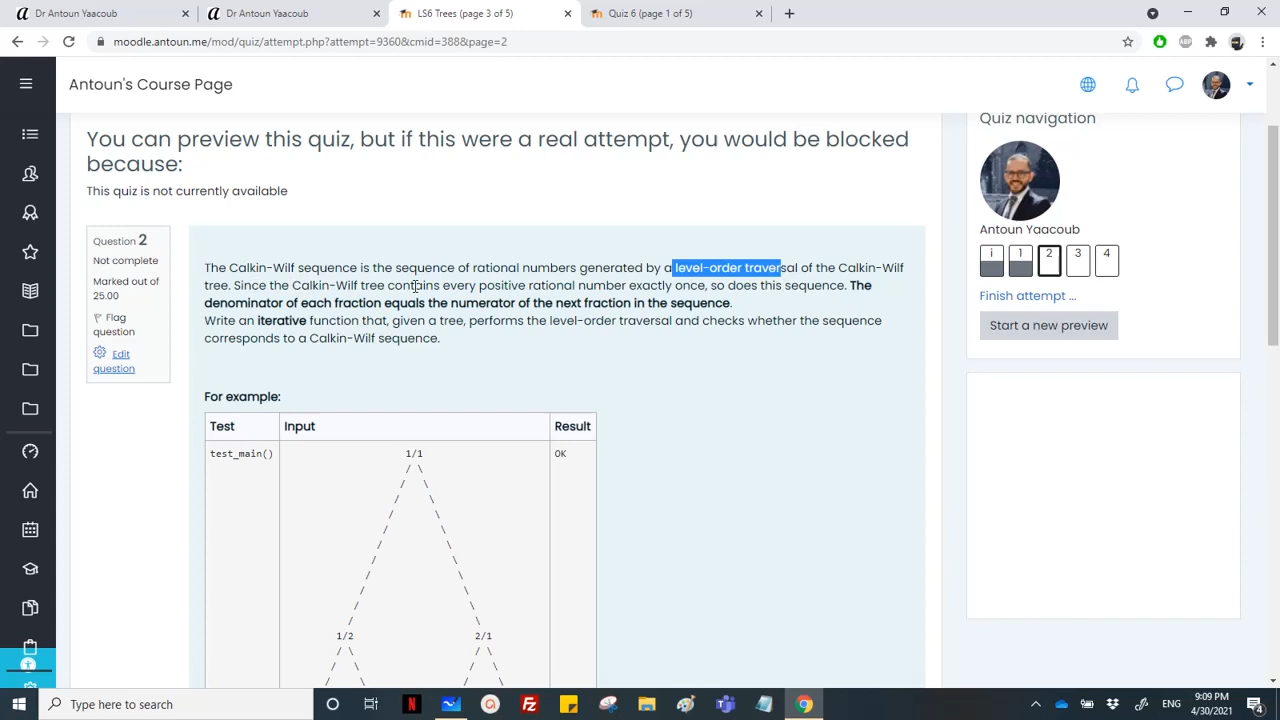 Dr Antoun Yaacoub
Dr Antoun Yaacoub
LS6 Trees (page 3 of 5)
Quiz 6 (page 1 of 5)
moodle.antoun.me/mod/quiz/attempt.php?attempt=9360&cmid=388&page=2
Antoun's Course Page
You can preview this quiz, but if this were a real attempt, you would be blocked
because:
This quiz is not currently available
Question 2
Not complete
Marked out of
25.00
Flag
question
Edit
question
The Calkin-Wilf sequence is the sequence of rational numbers generated by a level-order traversal of the Calkin-Wilf
tree. Since the Calkin-Wilf tree contains every positive rational number exactly once, so does this sequence. The
denominator of each fraction equals the numerator of the next fraction in the sequence.
Write an iterative function that, given a tree, performs the level-order traversal and checks whether the sequence
corresponds to a Calkin-Wilf sequence.
For example:
Test Input Result
test_main() 1/1 OK
/ \
/ \
/ \
/ \
/ \
/ \
/ \
/ \
/ \
/ \
/ \
1/2 2/1
/ \ / \
/ \ / \
/ \ / \
Quiz navigation
Antoun Yaacoub
i 1 2 3 4
Finish attempt ...
Start a new preview
Type here to search
ENG
9:09 PM
4/30/2021
4